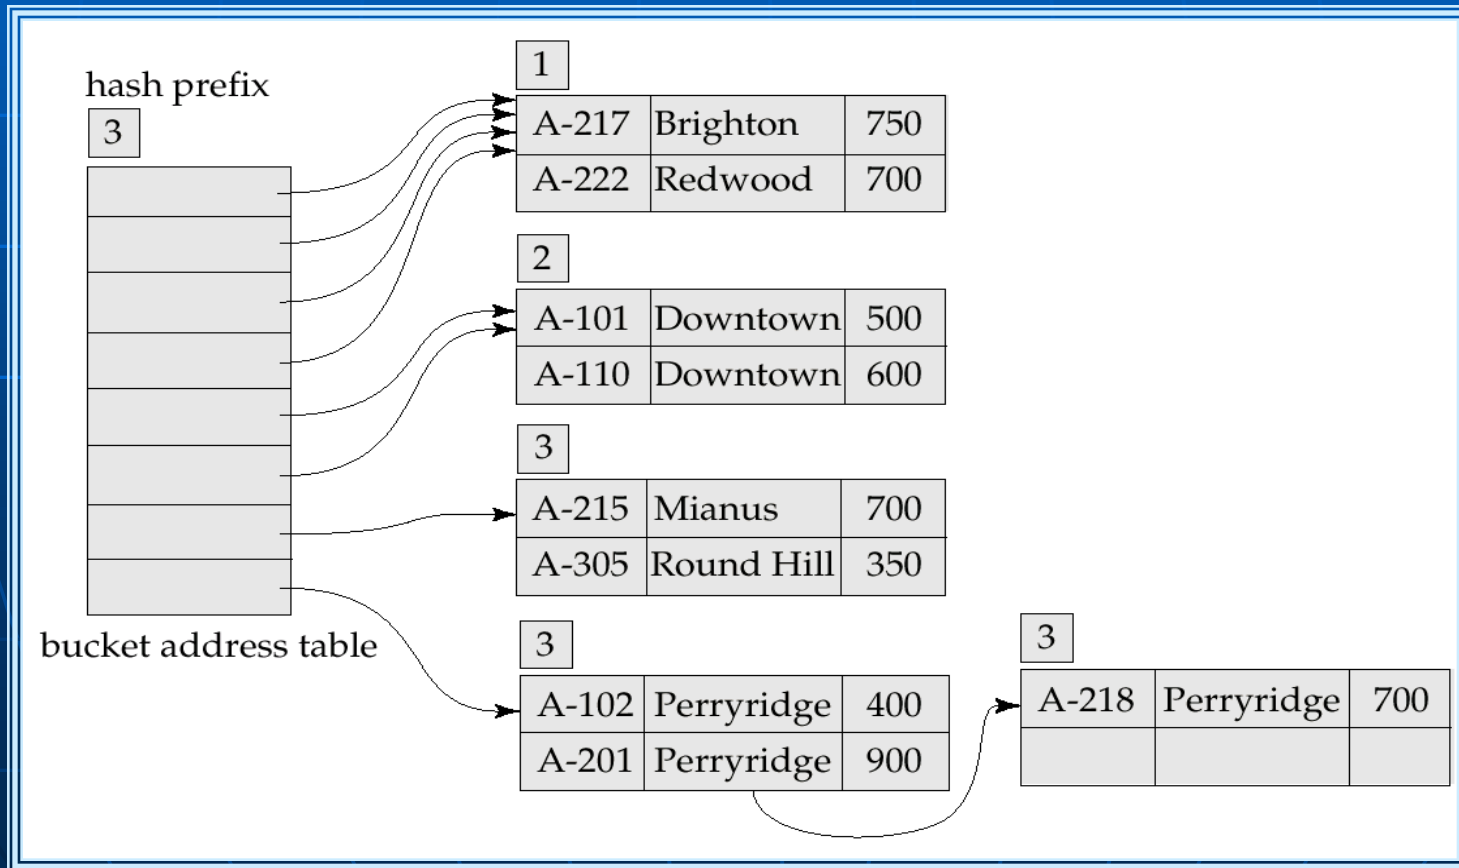 hash prefix
3
bucket address table
1
A-217 Brighton 750
A-222 Redwood 700
2
A-101 Downtown 500
A-110 Downtown 600
3
A-215 Mianus 700
A-305 Round Hill 350
3
A-102 Perryridge 400
A-201 Perryridge 900
3
A-218 Perryridge 700